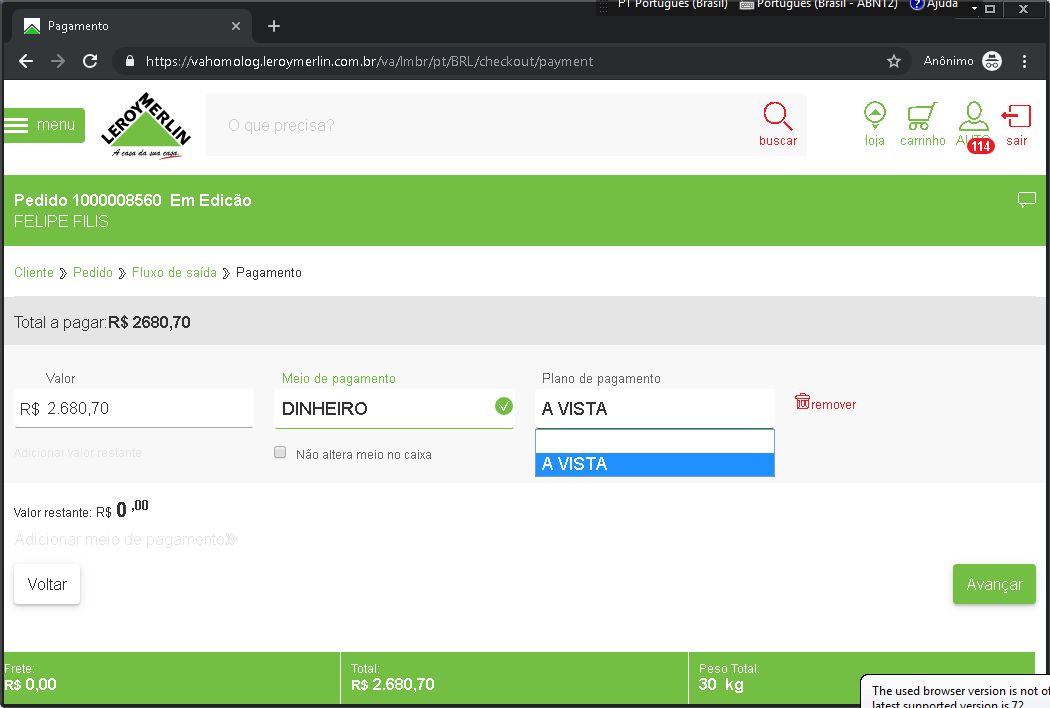 PT Português (Brasil) Português (Brasil - ABNT2) Ajuda
Pagamento
https://vahomolog.leroymerlin.com.br/va/lmbr/pt/BRL/checkout/payment
Anônimo
menu
LEROY MERLIN
A casa da sua casa.
O que precisa?
buscar
loja
carrinho
114
sair
Pedido 1000008560 Em Edicão
FELIPE FILIS
Cliente Pedido Fluxo de saída Pagamento
Total a pagar:R$ 2680,70
Valor
Meio de pagamento
Plano de pagamento
R$ 2.680,70
DINHEIRO
A VISTA
remover
Adicionar valor restante
Não altera meio no caixa
A VISTA
Valor restante: R$ 0 ,00
Adicionar meio de pagamento
Voltar
Avançar
Frete:
R$ 0,00
Total:
R$ 2.680,70
Peso Total:
30 kg
The used browser version is not
latest supported version is 72